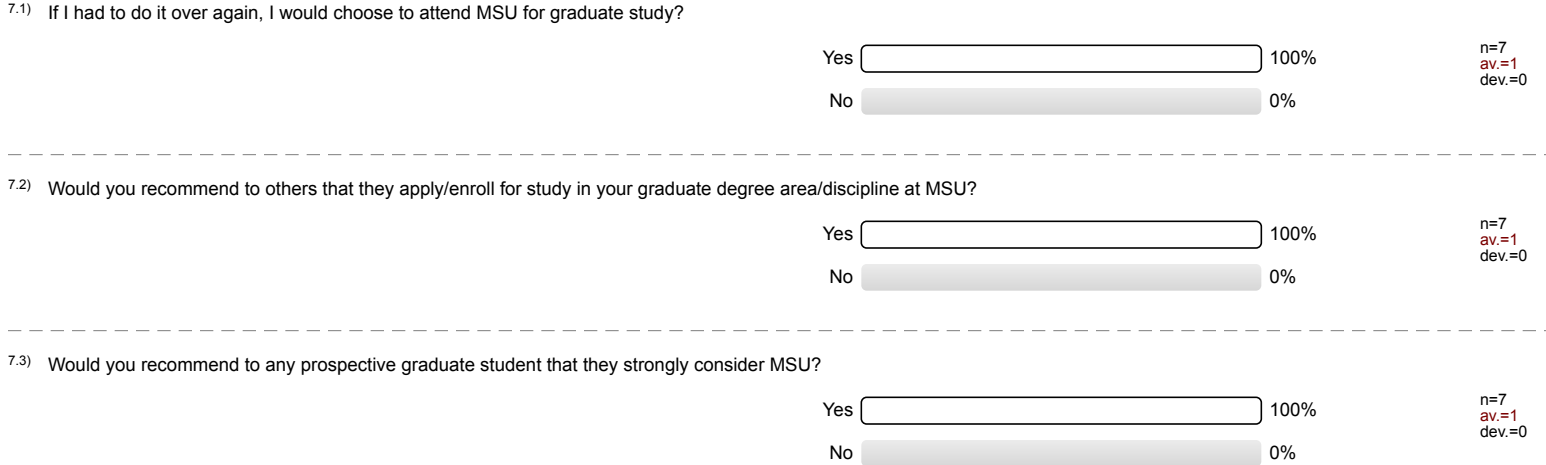 7.1) If I had to do it over again, I would choose to attend MSU for graduate study?
Yes 100%
No 0%
n=7
av.=1
dev.=0
7.2) Would you recommend to others that they apply/enroll for study in your graduate degree area/discipline at MSU?
Yes 100%
No 0%
n=7
av.=1
dev.=0
7.3) Would you recommend to any prospective graduate student that they strongly consider MSU?
Yes 100%
No 0%
n=7
av.=1
dev.=0